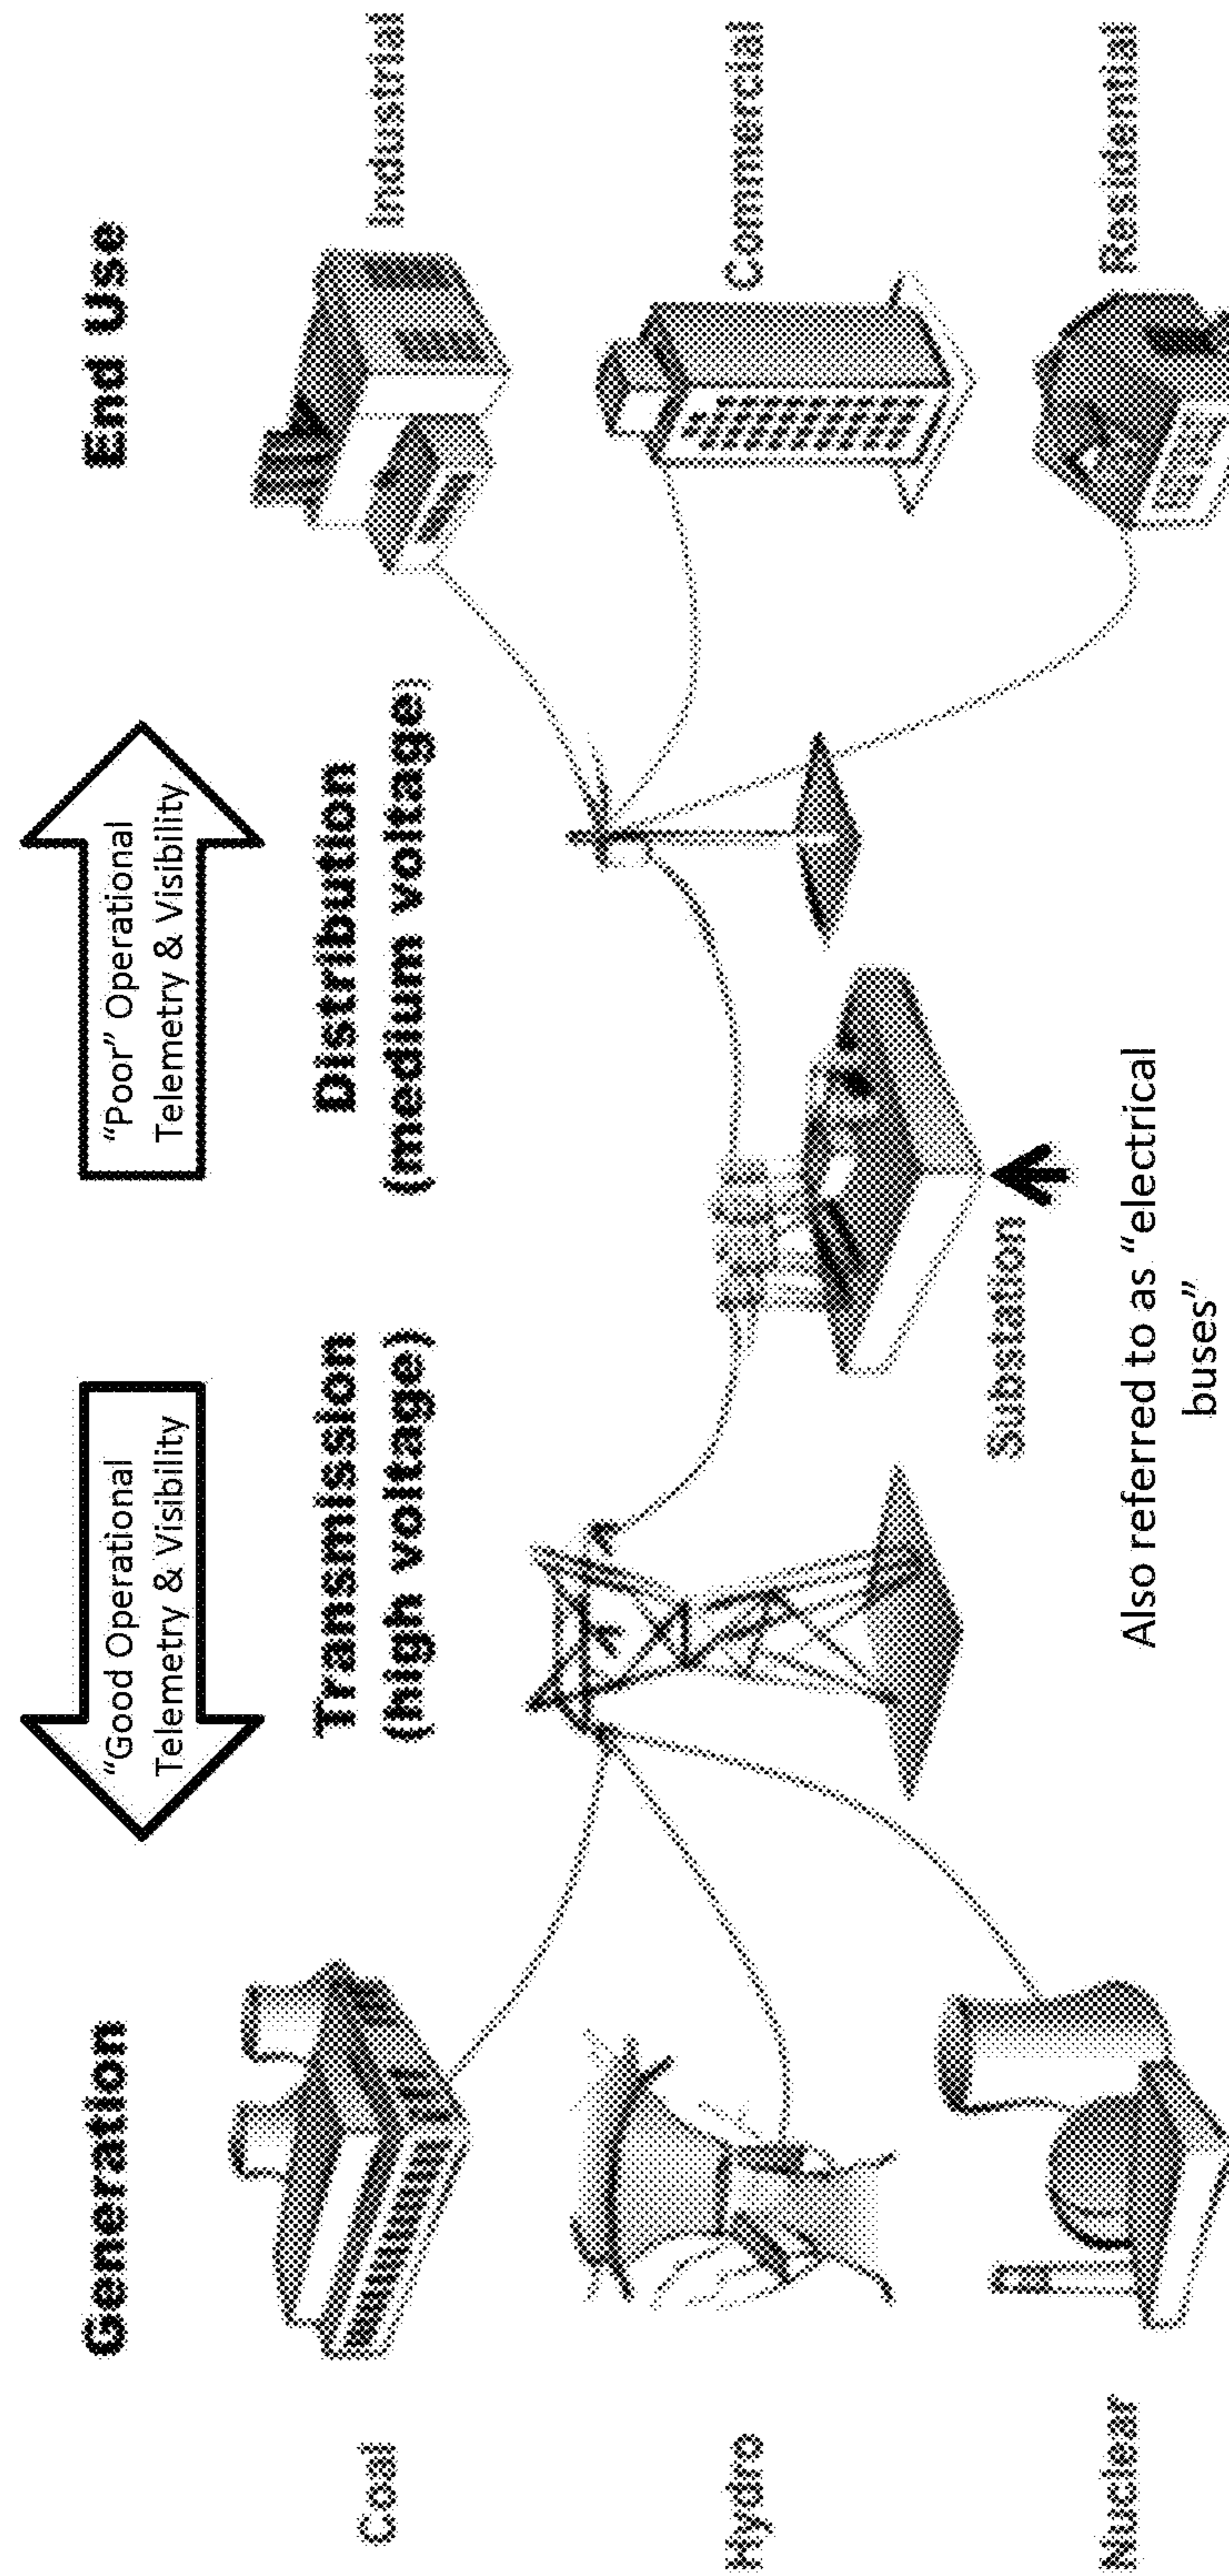 Generation
"Good Operational
Telemetry & Visibility
"Poor" Operational
Telemetry & Visibility
End Use
Transmission
(high voltage)
Distribution
(medium voltage)
Coal
Industrial
Hydro
Commercial
Nuclear
Residential
Substation
Also referred to as "electrical
buses"